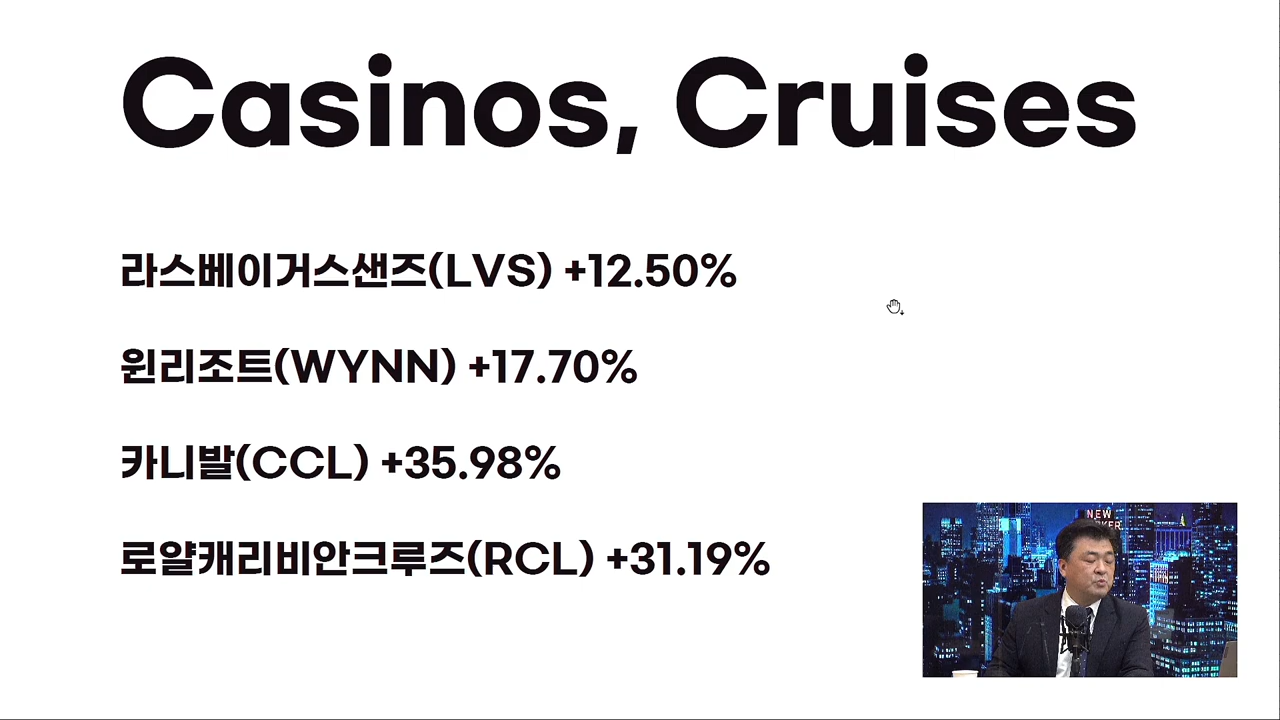 Casinos, Cruises
라스베이거스샌즈(LVS) +12.50%
윈리조트(WYNN) +17.70%
카니발(CCL) +35.98%
로얄캐리비안크루즈(RCL) +31.19%
NEW